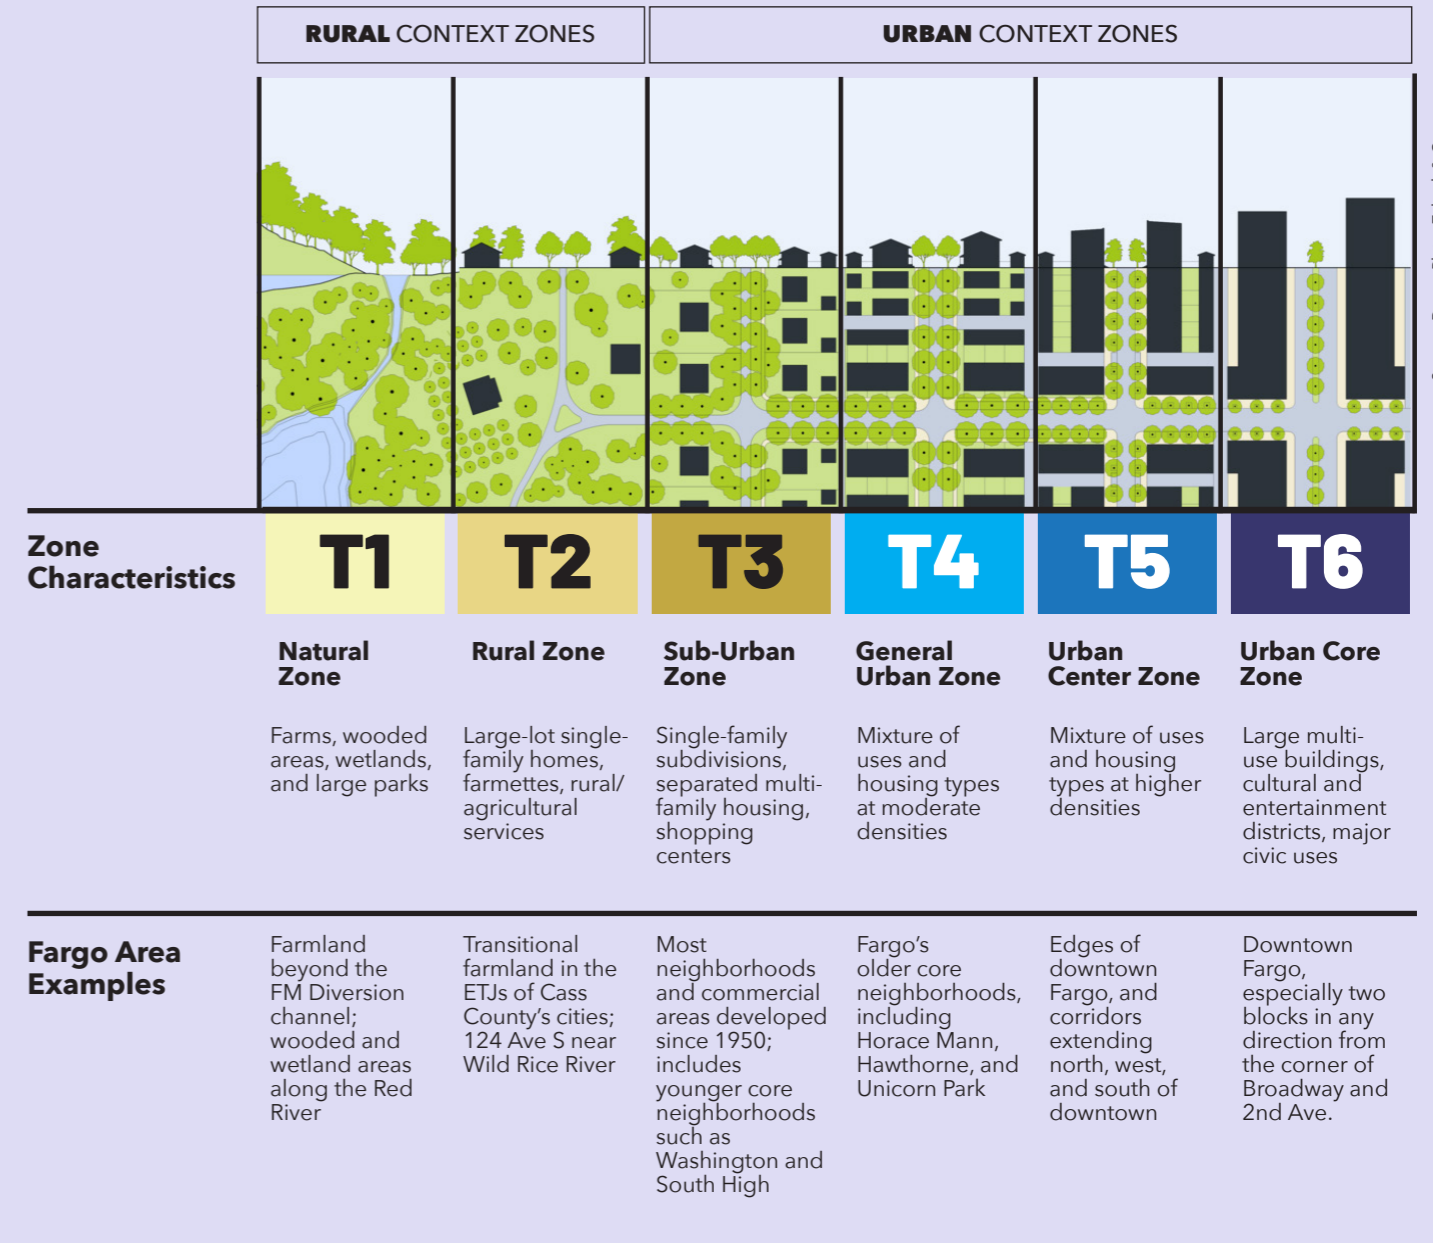 RURAL CONTEXT ZONES
URBAN CONTEXT ZONES
Zone
Characteristics
T1
T2
T3
T4
T5
T6
Natural
Zone
Rural Zone
Sub-Urban
Zone
General
Urban Zone
Urban
Center Zone
Urban Core
Zone
Farms, wooded
areas, wetlands,
and large parks
Large-lot single-
family homes,
farmettes, rural/
agricultural
services
Single-family
subdivisions,
separated multi-
family housing,
shopping
centers
Mixture of
uses and
housing types
at moderate
densities
Mixture of uses
and housing
types at higher
densities
Large multi-
use buildings,
cultural and
entertainment
districts, major
civic uses
Fargo Area
Examples
Farmland
beyond the
FM Diversion
channel;
wooded and
wetland areas
along the Red
River
Transitional
farmland in the
ETJs of Cass
County's cities;
124 Ave S near
Wild Rice River
Most
neighborhoods
and commercial
areas developed
since 1950;
includes
younger core
neighborhoods
such as
Washington and
South High
Fargo's
older core
neighborhoods,
including
Horace Mann,
Hawthorne, and
Unicorn Park
Edges of
downtown
Fargo, and
corridors
extending
north, west,
and south of
downtown
Downtown
Fargo,
especially two
blocks in any
direction from
the corner of
Broadway and
2nd Ave.